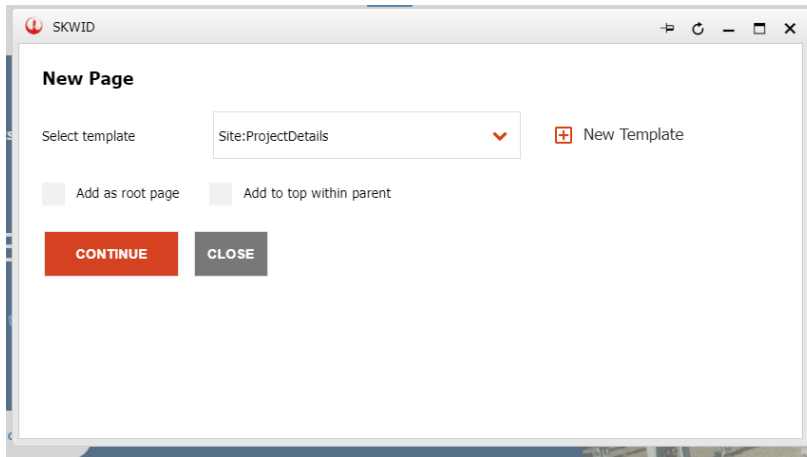 SKWID
New Page
Select template
Site:ProjectDetails
New Template
Add as root page
Add to top within parent
CONTINUE
CLOSE